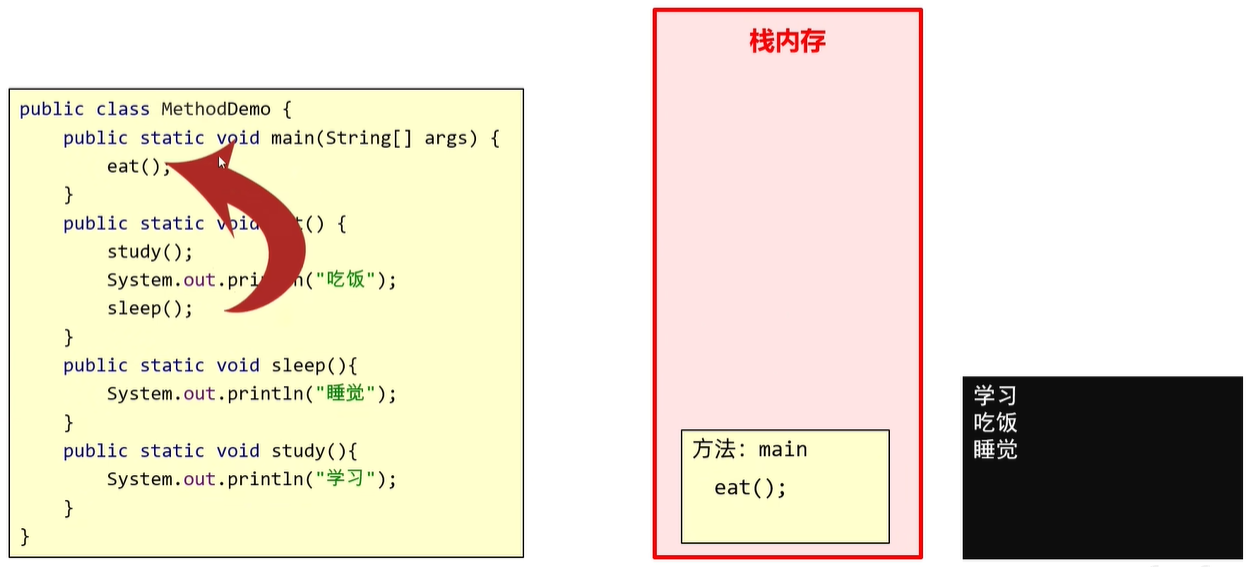 public class MethodDemo {
public static void main(String[] args) {
eat();
}
public static void t() {
study();
System.out.pri n("吃饭");
sleep();
}
public static void sleep(){
System.out.println("睡觉");
}
public static void study(){
System.out.println("学习");
}
}
栈内存
方法：main
eat();
学习
吃饭
睡觉